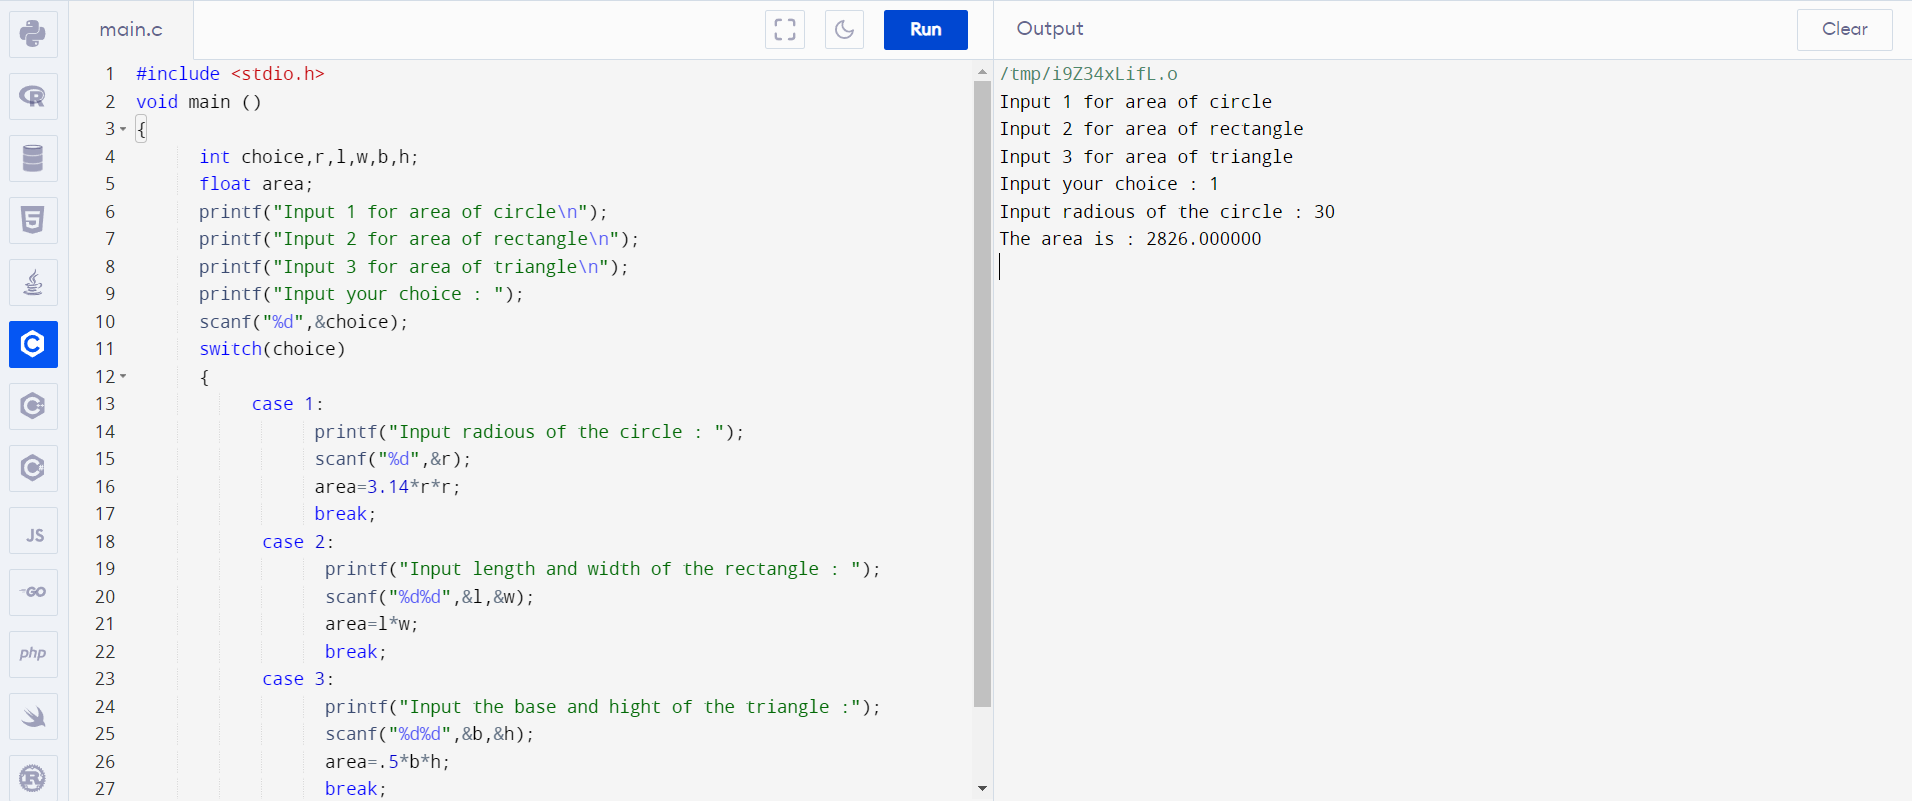 main.c
Run
Output
Clear
1 #include <stdio.h>
2 void main ()
3 {
4 int choice,r,l,w,b,h;
5 float area;
6 printf("Input 1 for area of circle\n");
7 printf("Input 2 for area of rectangle\n");
8 printf("Input 3 for area of triangle\n");
9 printf("Input your choice : ");
10 scanf("%d",&choice);
11 switch(choice)
12 {
13 case 1:
14 printf("Input radious of the circle : ");
15 scanf("%d",&r);
16 area=3.14*r*r;
17 break;
18 case 2:
19 printf("Input length and width of the rectangle : ");
20 scanf("%d%d",&l,&w);
21 area=l*w;
22 break;
23 case 3:
24 printf("Input the base and hight of the triangle :");
25 scanf("%d%d",&b,&h);
26 area=.5*b*h;
27 break;
/tmp/i9Z34xLifL.o
Input 1 for area of circle
Input 2 for area of rectangle
Input 3 for area of triangle
Input your choice : 1
Input radious of the circle : 30
The area is : 2826.000000
R
5
C
C
C
JS
GO
php
R